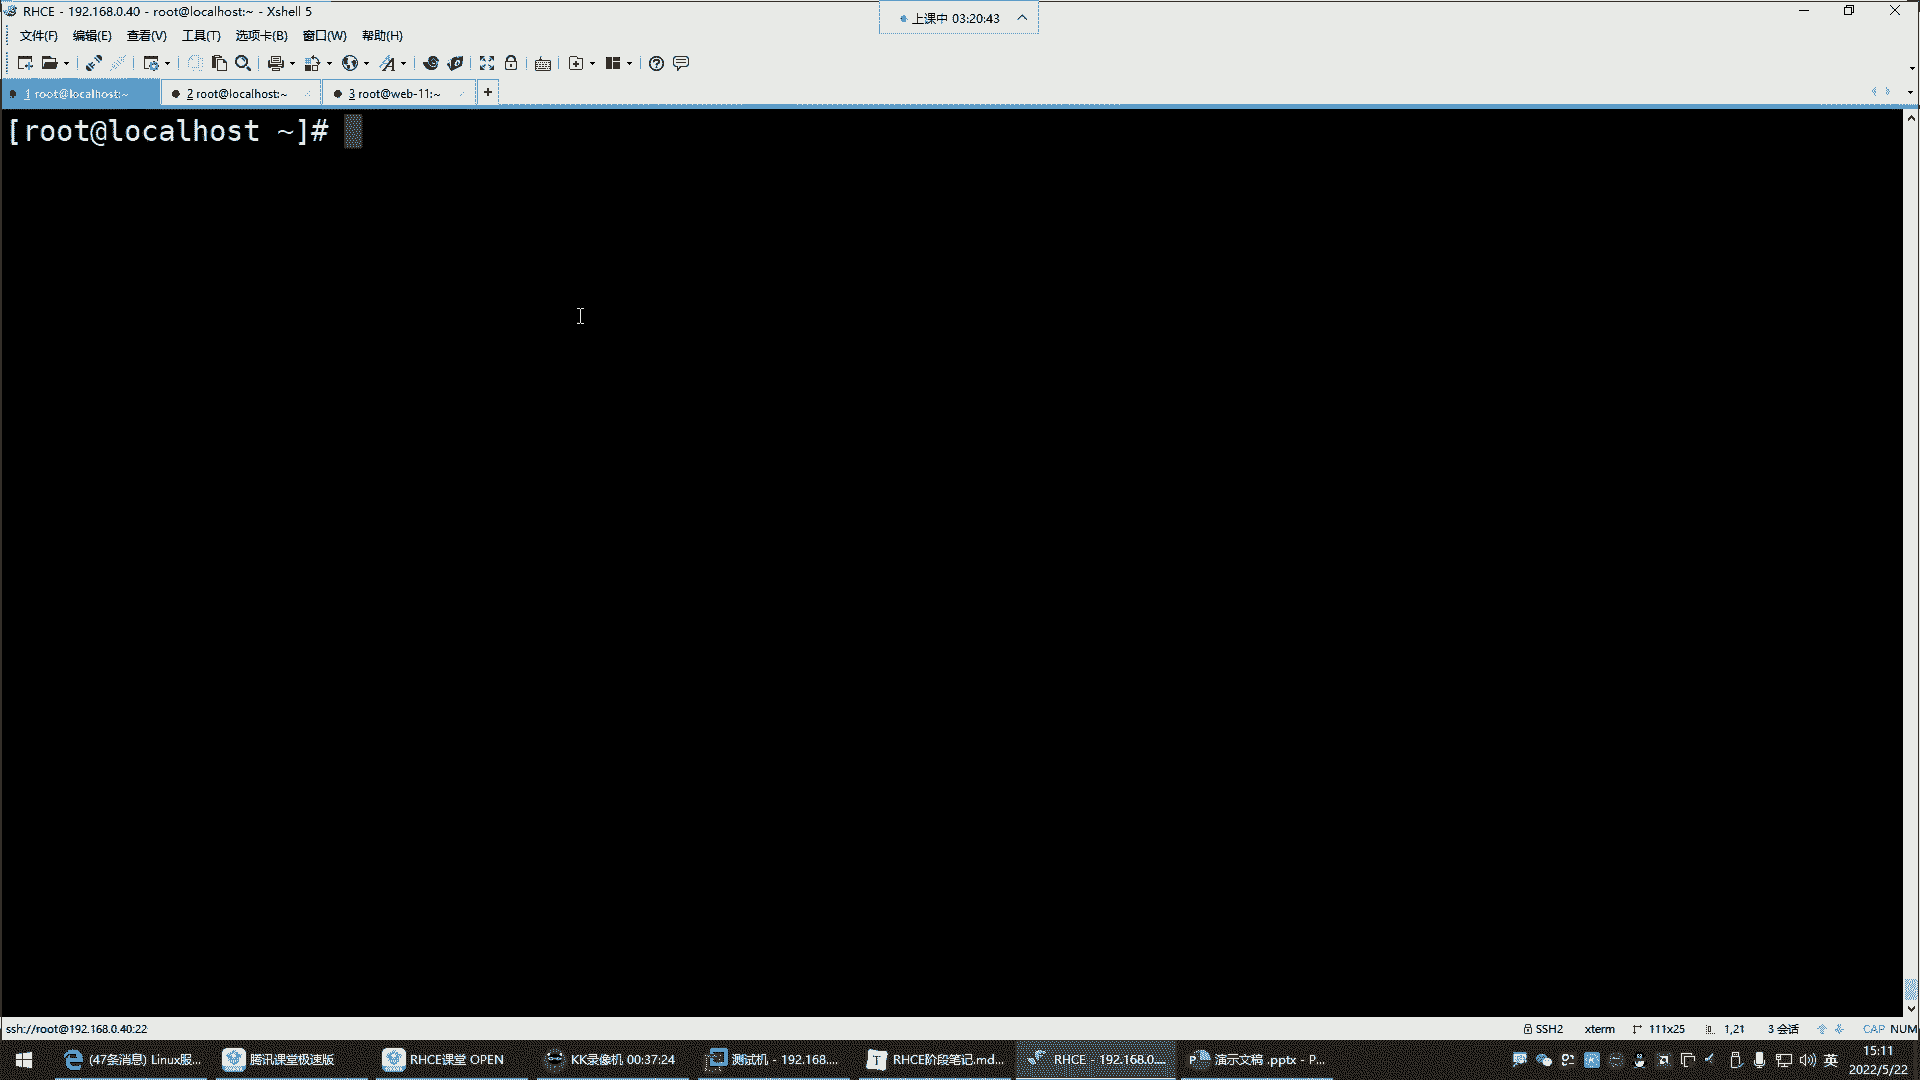 RHCE - 192.168.0.40 - root@localhost:~ - Xshell 5
上课中 03:20:43
文件(F) 编辑(E) 查看(V) 工具(T) 选项卡(B) 窗口(W) 帮助(H)
1 root@localhost:~ 2 root@localhost:~ 3 root@web-11:~ +
[root@localhost ~]#
ssh://root@192.168.0.40:22 SSH2 xterm 111x25 1,21 3 会话 CAP NUM
(47条消息) Linux服... 腾讯课堂极速版 RHCE课堂 OPEN KK录像机 00:37:24 测试机 - 192.168.... RHCE阶段笔记.md... RHCE - 192.168.0.... 演示文稿 .pptx - P... 英 15:11
2022/5/22